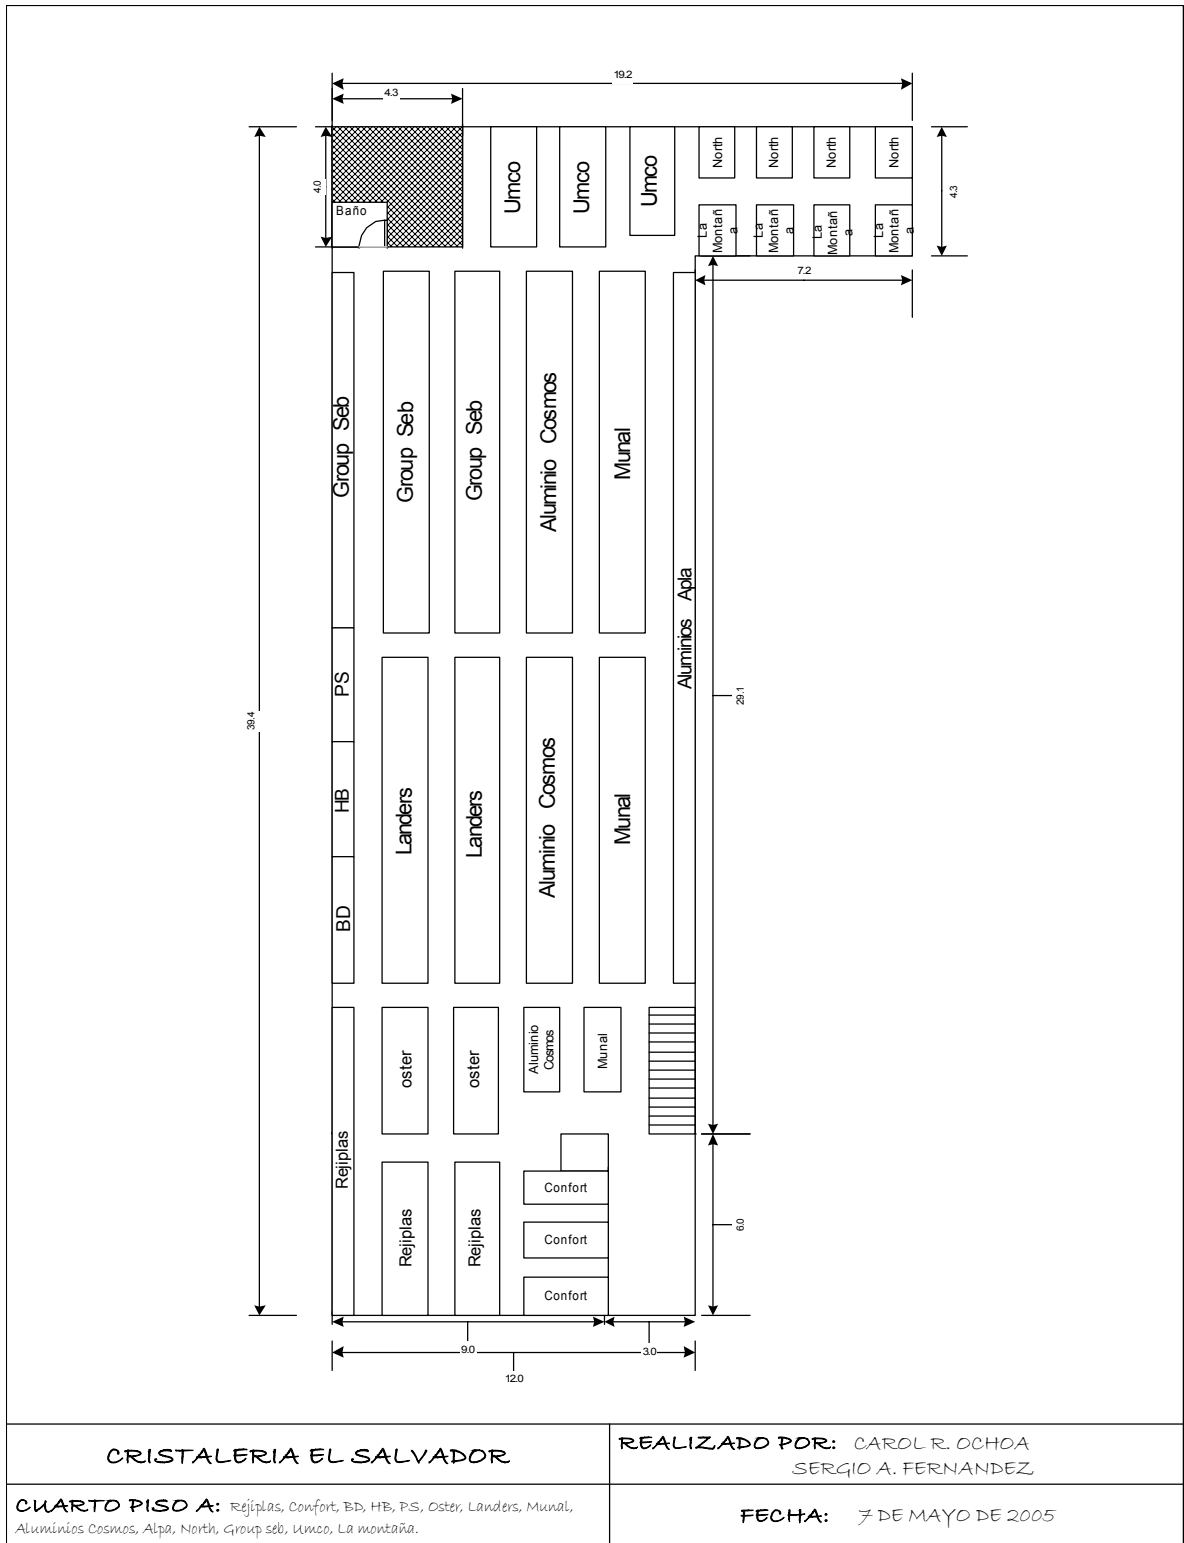 19.2
4.3
4.0
Baño
Umco
Umco
Umco
North
North
North
North
La
Montañ
a
La
Montañ
a
La
Montañ
a
La
Montañ
a
4.3
7.2
Group Seb
Group Seb
Group Seb
Aluminio Cosmos
Munal
Aluminios Apla
PS
HB
BD
Landers
Landers
Aluminio Cosmos
Munal
39.4
29.1
Rejiplas
oster
oster
Aluminio
Cosmos
Munal
Rejiplas
Rejiplas
Confort
Confort
Confort
6.0
9.0
3.0
12.0
CRISTALERIA EL SALVADOR
REALIZADO POR: CAROL R. OCHOA
SERGIO A. FERNANDEZ
CUARTO PISO A: Rejiplas, Confort, BD, HB, PS, Oster, Landers, Munal,
Aluminios Cosmos, Alpa, North, Group seb, Umco, La montaña.
FECHA: 7 DE MAYO DE 2005